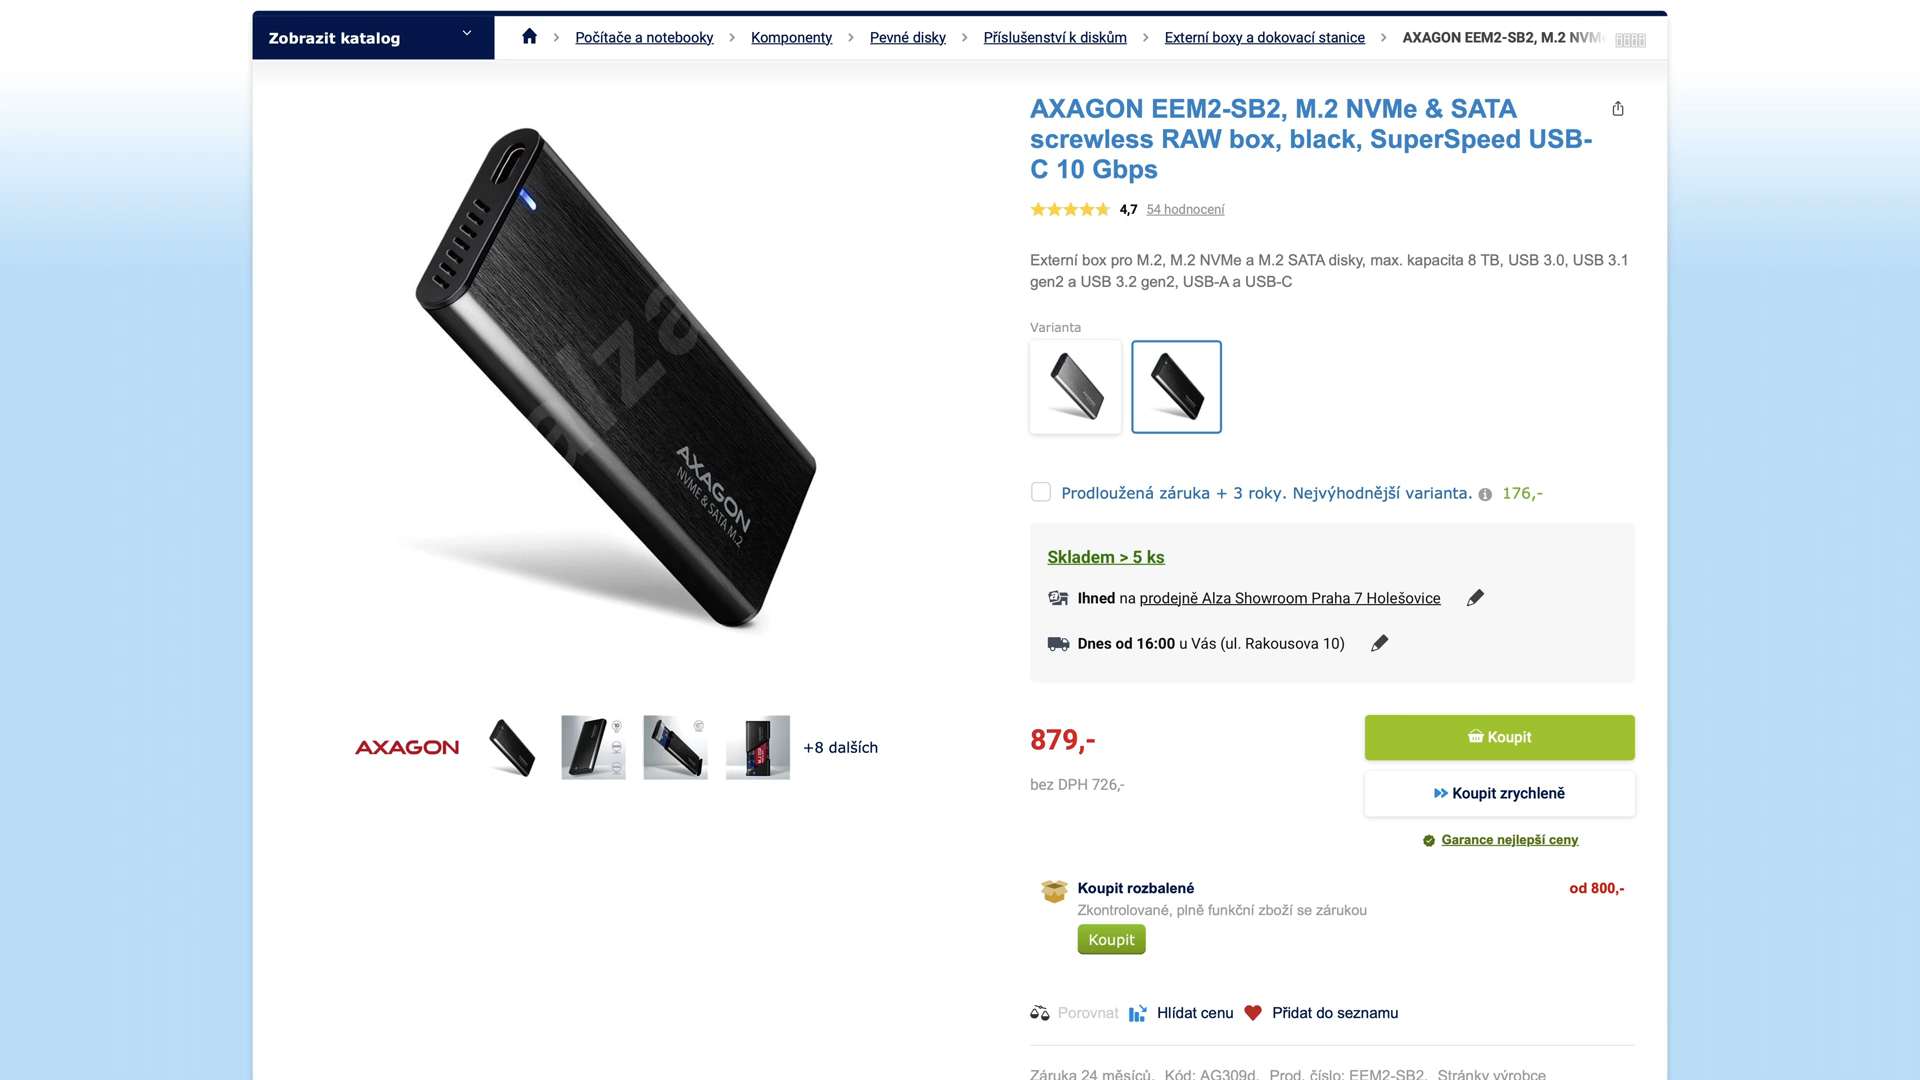 Zobrazit katalog
Počítače a notebooky
Komponenty
Pevné disky
Příslušenství k diskům
Externí boxy a dokovací stanice
AXAGON EEM2-SB2, M.2 NVM
AXAGON EEM2-SB2, M.2 NVMe & SATA
screwless RAW box, black, SuperSpeed USB-
C 10 Gbps
4,7 54 hodnocení
Externí box pro M.2, M.2 NVMe a M.2 SATA disky, max. kapacita 8 TB, USB 3.0, USB 3.1
gen2 a USB 3.2 gen2, USB-A a USB-C
Varianta
Prodloužená záruka + 3 roky. Nejvýhodnější varianta. 176,-
Skladem > 5 ks
Ihned na prodejně Alza Showroom Praha 7 Holešovice
Dnes od 16:00 u Vás (ul. Rakousova 10)
alza
AXAGON
NVME & SATA M.2
AXAGON
+8 dalších
879,-
bez DPH 726,-
Koupit
Koupit zrychleně
Garance nejlepší ceny
Koupit rozbalené
od 800,-
Zkontrolované, plně funkční zboží se zárukou
Koupit
Porovnat
Hlídat cenu
Přidat do seznamu
Záruka 24 měsíců. Kód: AG309d. Prod. číslo: EEM2-SB2. Stránky výrobce